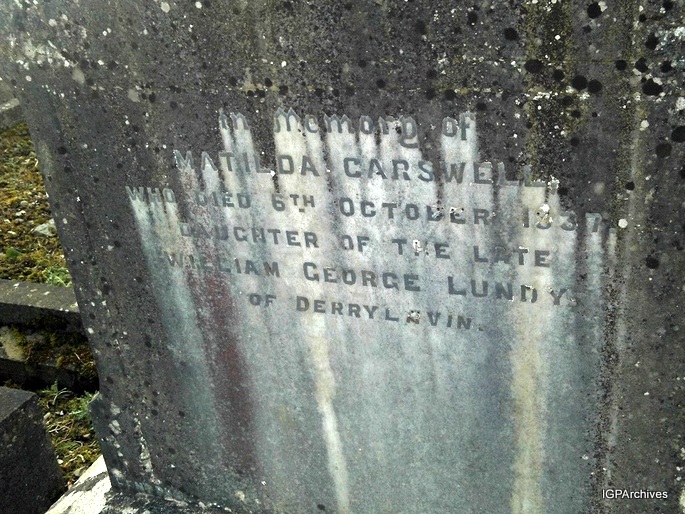 In memory of
MATILDA CARSWELL,
WHO DIED 6TH OCTOBER 1937.
DAUGHTER OF THE LATE
WILLIAM GEORGE LUNDY,
OF DERRYLAVIN.
IGPArchives